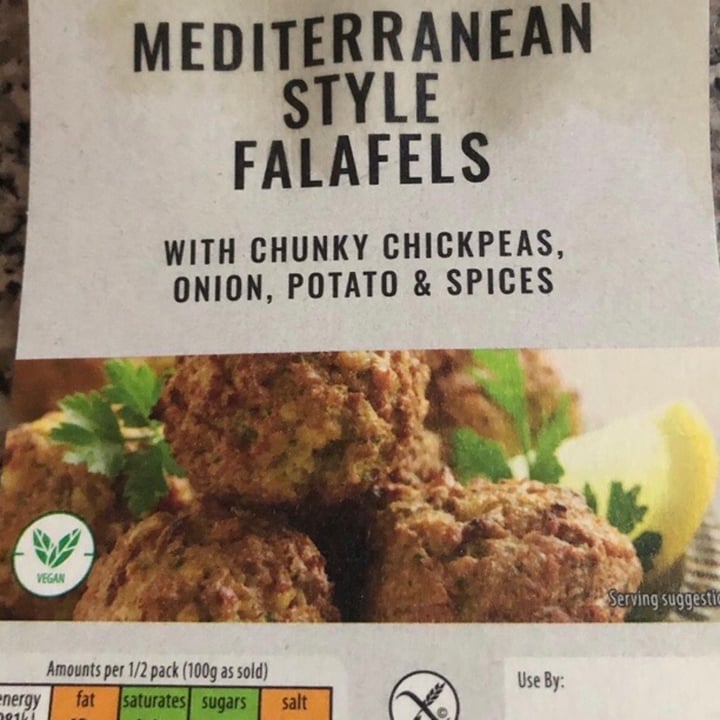 MEDITERRANEAN
STYLE
FALAFELS
WITH CHUNKY CHICKPEAS,
ONION, POTATO & SPICES
VEGAN
Serving suggestio
Amounts per 1/2 pack (100g as sold)
energy fat saturates sugars salt
Use By: